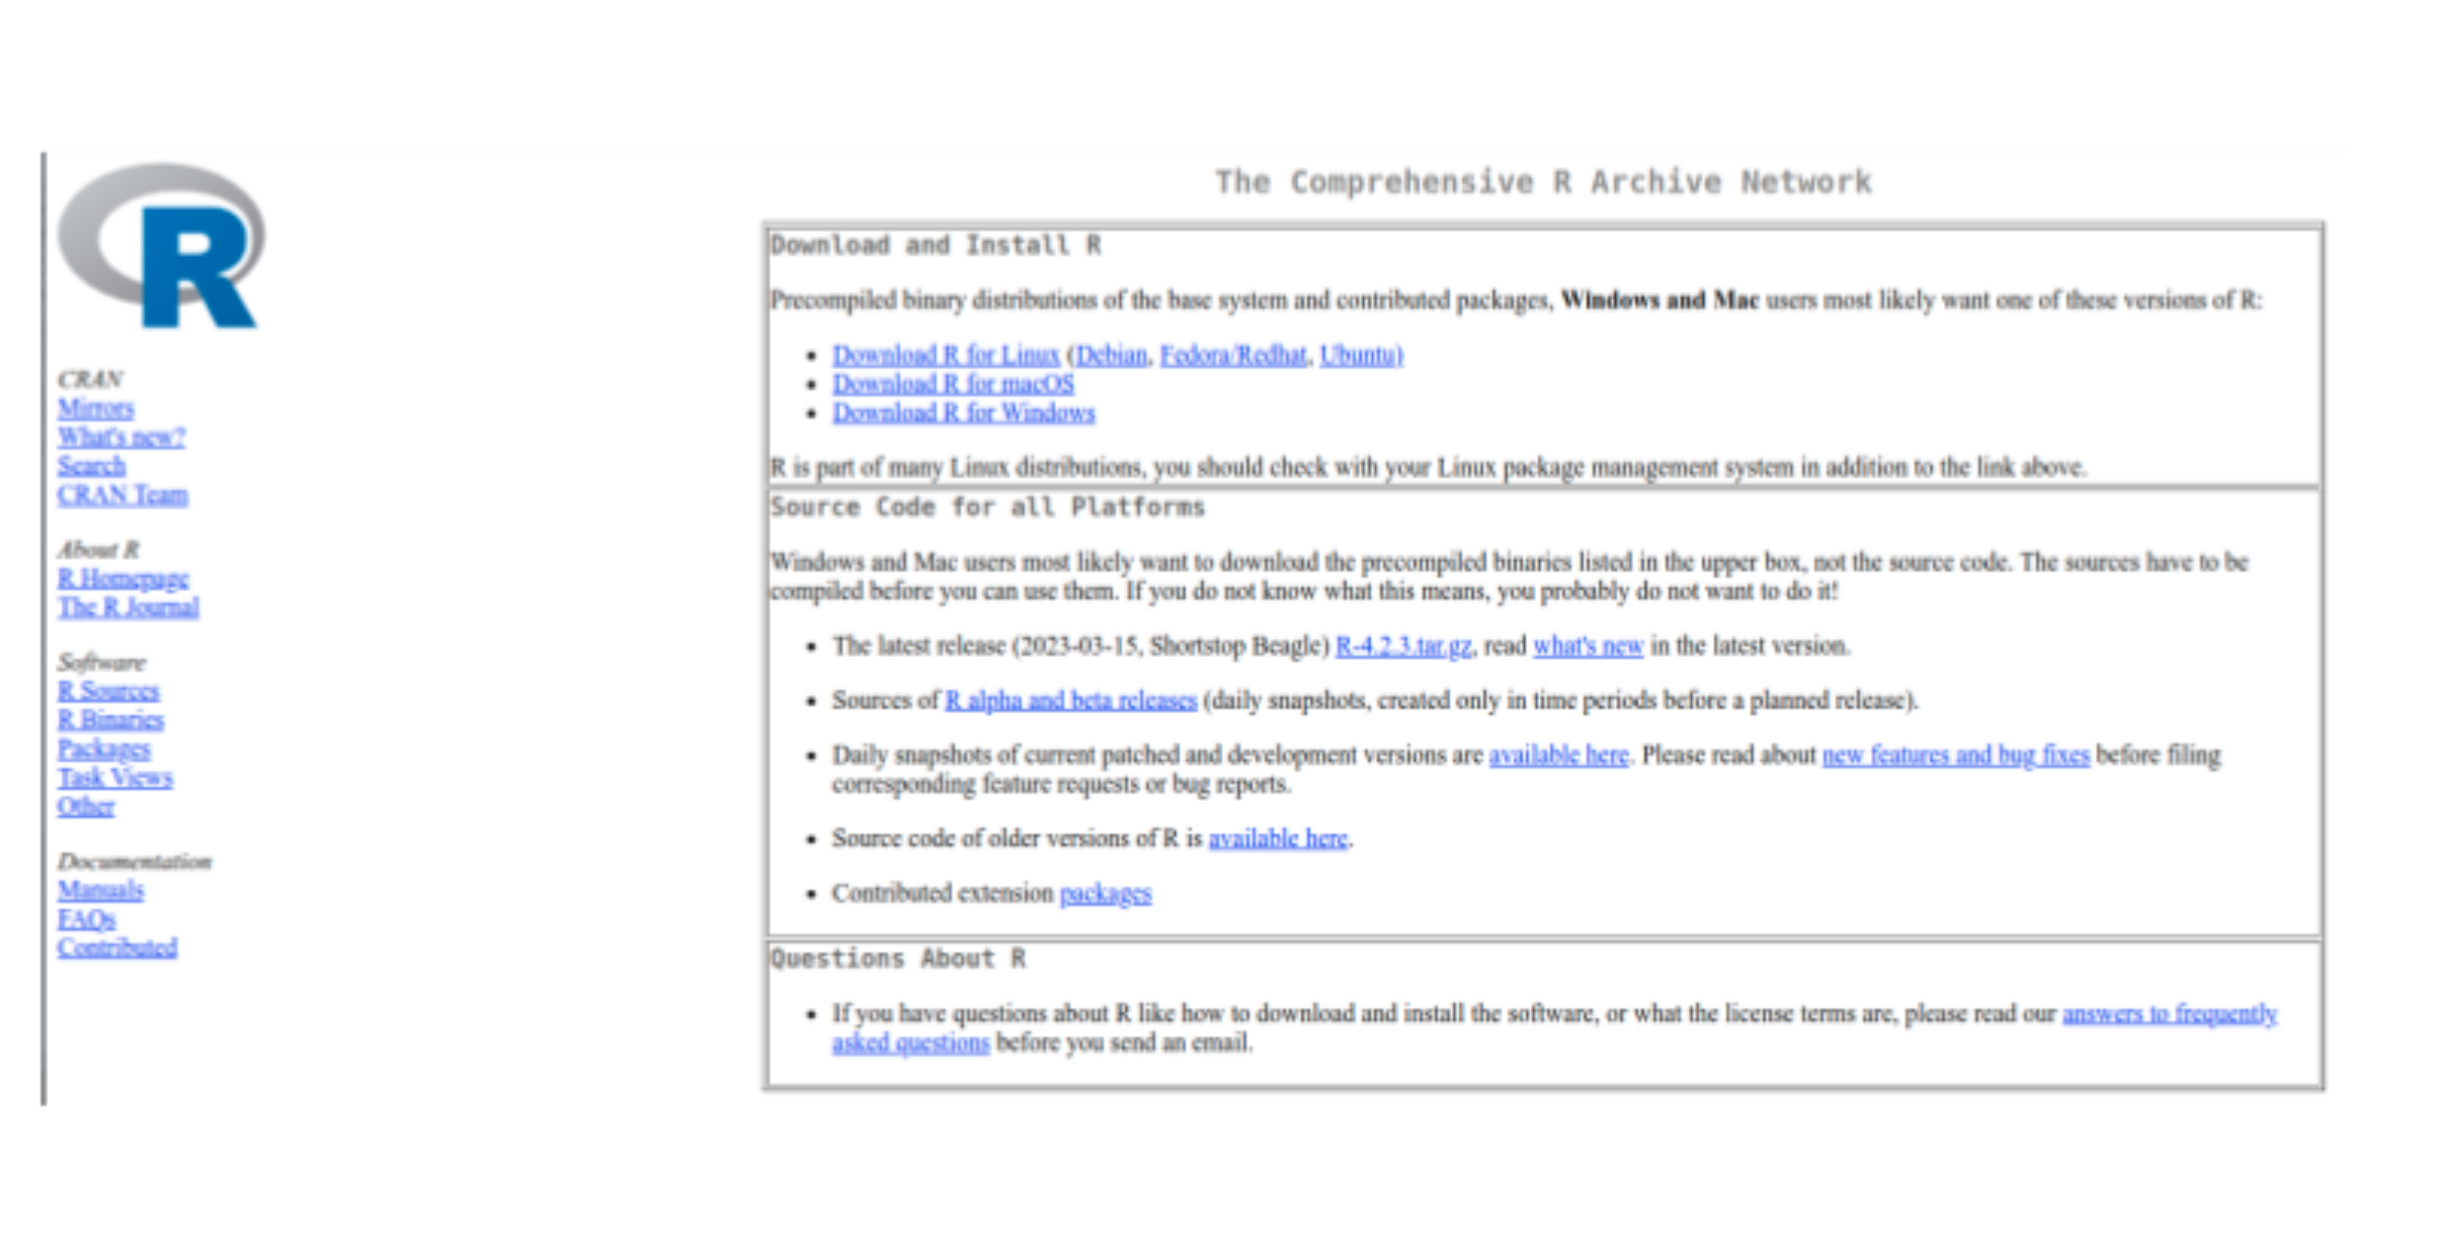 R
CRAN
Mirrors
What's new?
Search
CRAN Team
About R
R Homepage
The R Journal
Software
R Sources
R Binaries
Packages
Task Views
Other
Documentation
Manuals
FAQs
Contributed
The Comprehensive R Archive Network
Download and Install R
Precompiled binary distributions of the base system and contributed packages, Windows and Mac users most likely want one of these versions of R:
• Download R for Linux (Debian, Fedora/Redhat, Ubuntu)
• Download R for macOS
• Download R for Windows
R is part of many Linux distributions, you should check with your Linux package management system in addition to the link above.
Source Code for all Platforms
Windows and Mac users most likely want to download the precompiled binaries listed in the upper box, not the source code. The sources have to be
compiled before you can use them. If you do not know what this means, you probably do not want to do it!
• The latest release (2023-03-15, Shortstop Beagle) R-4.2.3.tar.gz, read what's new in the latest version.
• Sources of R alpha and beta releases (daily snapshots, created only in time periods before a planned release).
• Daily snapshots of current patched and development versions are available here. Please read about new features and bug fixes before filing
corresponding feature requests or bug reports.
• Source code of older versions of R is available here.
• Contributed extension packages
Questions About R
• If you have questions about R like how to download and install the software, or what the license terms are, please read our answers to frequently
asked questions before you send an email.